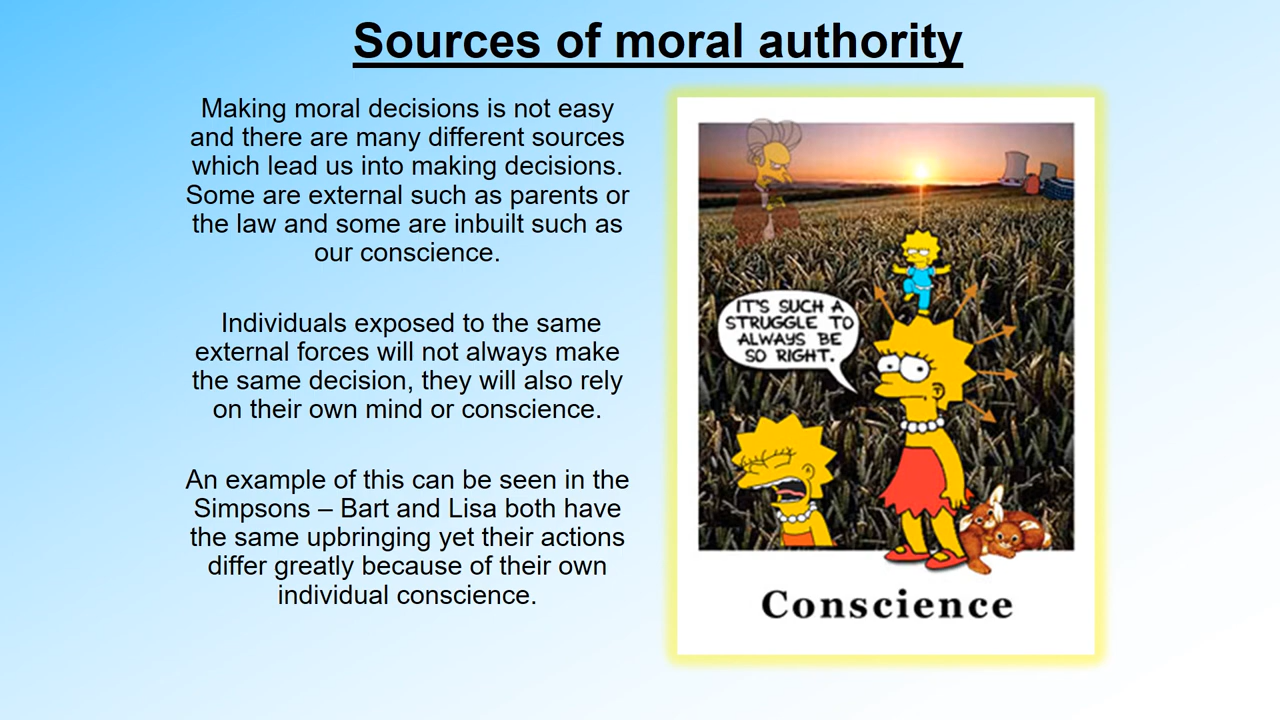 Sources of moral authority
Making moral decisions is not easy
and there are many different sources
which lead us into making decisions.
Some are external such as parents or
the law and some are inbuilt such as
our conscience.
Individuals exposed to the same
external forces will not always make
the same decision, they will also rely
on their own mind or conscience.
An example of this can be seen in the
Simpsons – Bart and Lisa both have
the same upbringing yet their actions
differ greatly because of their own
individual conscience.
IT'S SUCH A
STRUGGLE TO
ALWAYS BE
SO RIGHT.
Conscience